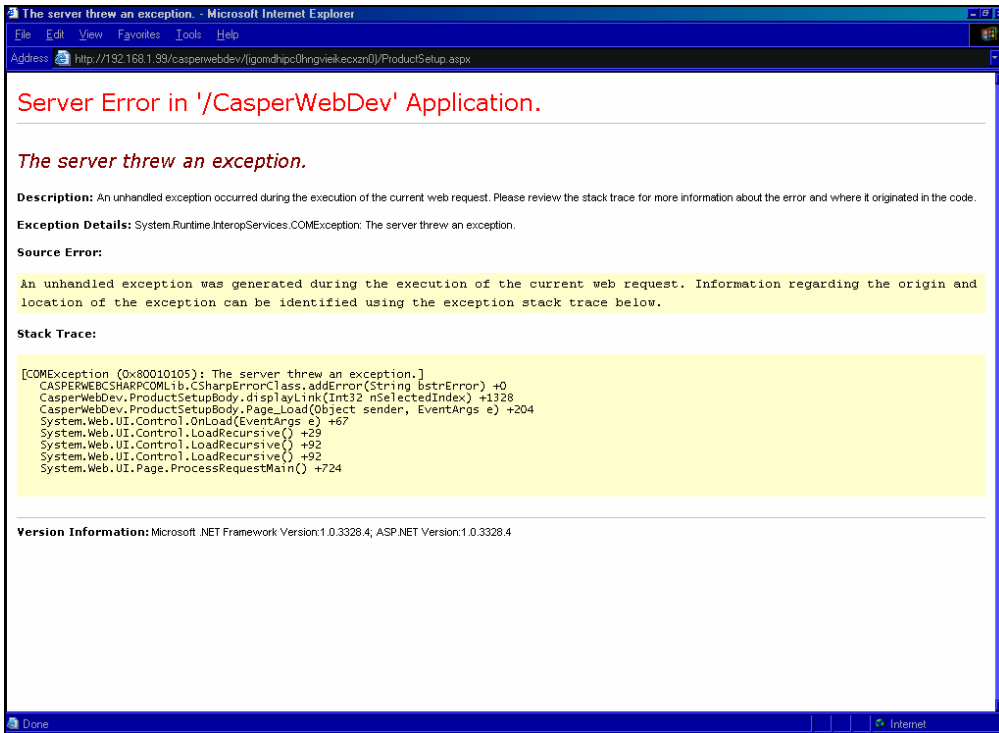 The server threw an exception. - Microsoft Internet Explorer
File Edit View Favorites Tools Help
Address http://192.168.1.99/casperwebdev/(igomdhipc0hngvieikecxzn0)/ProductSetup.aspx
Server Error in '/CasperWebDev' Application.
The server threw an exception.
Description: An unhandled exception occurred during the execution of the current web request. Please review the stack trace for more information about the error and where it originated in the code.
Exception Details: System.Runtime.InteropServices.COMException: The server threw an exception.
Source Error:
An unhandled exception was generated during the execution of the current web request. Information regarding the origin and
location of the exception can be identified using the exception stack trace below.
Stack Trace:
[COMException (0x80010105): The server threw an exception.]
CASPERWEBCSHARPCOMLib.CSharpErrorClass.addError(String bstrError) +0
CasperWebDev.ProductSetupBody.displayLink(Int32 nSelectedIndex) +1328
CasperWebDev.ProductSetupBody.Page_Load(Object sender, EventArgs e) +204
System.Web.UI.Control.OnLoad(EventArgs e) +67
System.Web.UI.Control.LoadRecursive() +29
System.Web.UI.Control.LoadRecursive() +92
System.Web.UI.Control.LoadRecursive() +92
System.Web.UI.Page.ProcessRequestMain() +724
Version Information: Microsoft .NET Framework Version:1.0.3328.4; ASP.NET Version:1.0.3328.4
Done Internet